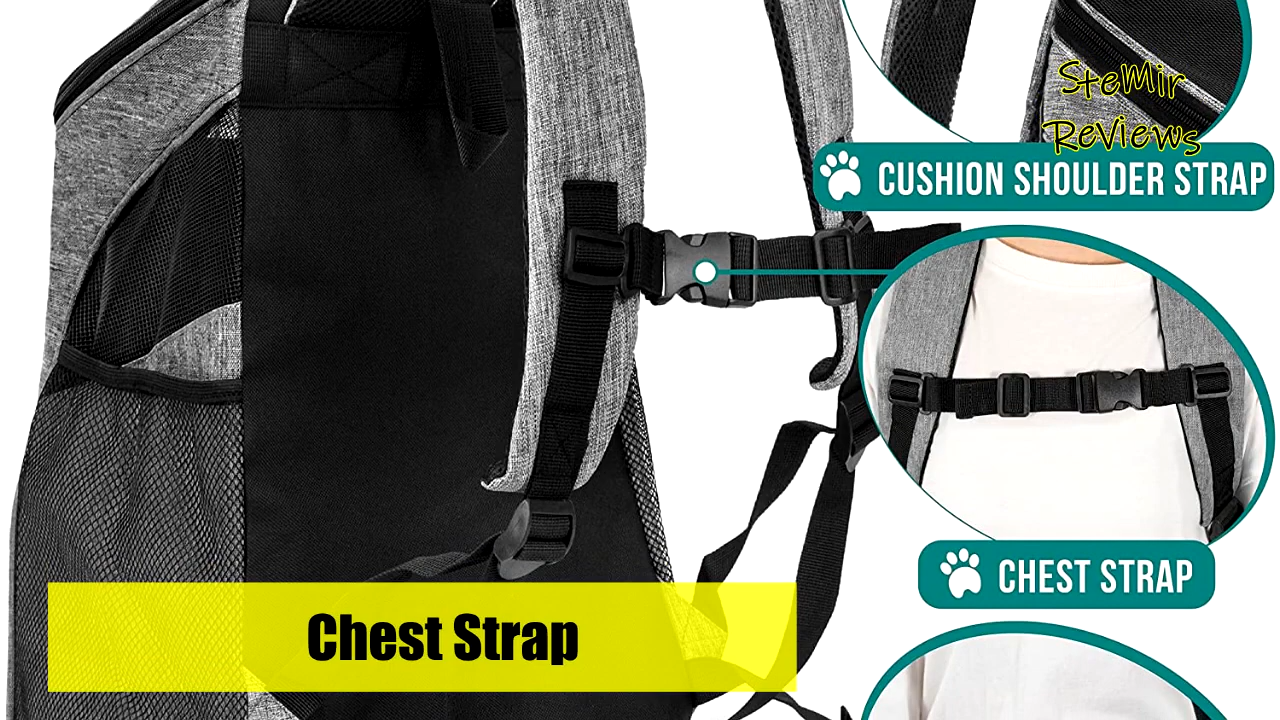 SteMir
ReViews
CUSHION SHOULDER STRAP
CHEST STRAP
Chest Strap